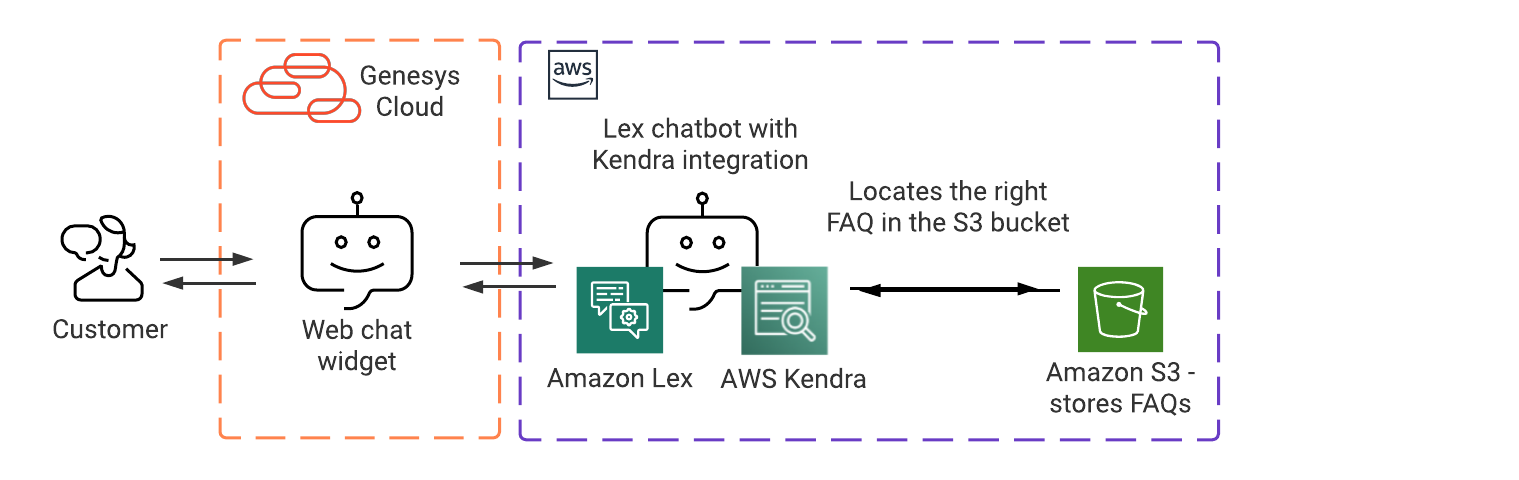 Genesys
Cloud
aws
Lex chatbot with
Kendra integration
Locates the right
FAQ in the S3 bucket
Customer
Web chat
widget
Amazon Lex
AWS Kendra
Amazon S3 -
stores FAQs